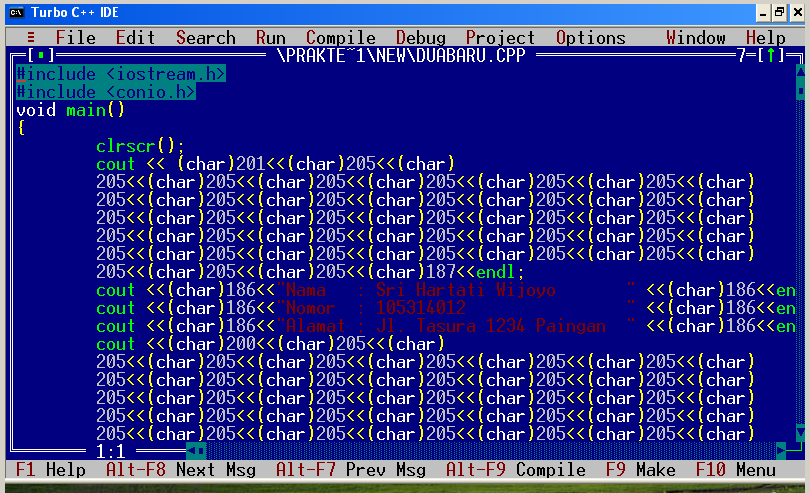 Turbo C++ IDE
≡ File Edit Search Run Compile Debug Project Options Window Help
[■] \PRAKTE~1\NEW\DUABARU.CPP 7=[↑]
#include <iostream.h>
#include <conio.h>
void main()
{
clrscr();
cout << (char)201<<(char)205<<(char)
205<<(char)205<<(char)205<<(char)205<<(char)205<<(char)205<<(char)
205<<(char)205<<(char)205<<(char)205<<(char)205<<(char)205<<(char)
205<<(char)205<<(char)205<<(char)205<<(char)205<<(char)205<<(char)
205<<(char)205<<(char)205<<(char)205<<(char)205<<(char)205<<(char)
205<<(char)205<<(char)205<<(char)205<<(char)205<<(char)205<<(char)
205<<(char)205<<(char)205<<(char)187<<endl;
cout <<(char)186<<"Nama   : Sri Hartati Wijoyo       " <<(char)186<<en
cout <<(char)186<<"Nomor  : 105314012                " <<(char)186<<en
cout <<(char)186<<"Alamat : Jl. Tasura 1234 Paingan  " <<(char)186<<en
cout <<(char)200<<(char)205<<(char)
205<<(char)205<<(char)205<<(char)205<<(char)205<<(char)205<<(char)
205<<(char)205<<(char)205<<(char)205<<(char)205<<(char)205<<(char)
205<<(char)205<<(char)205<<(char)205<<(char)205<<(char)205<<(char)
205<<(char)205<<(char)205<<(char)205<<(char)205<<(char)205<<(char)
205<<(char)205<<(char)205<<(char)205<<(char)205<<(char)205<<(char)
1:1
F1 Help Alt-F8 Next Msg Alt-F7 Prev Msg Alt-F9 Compile F9 Make F10 Menu